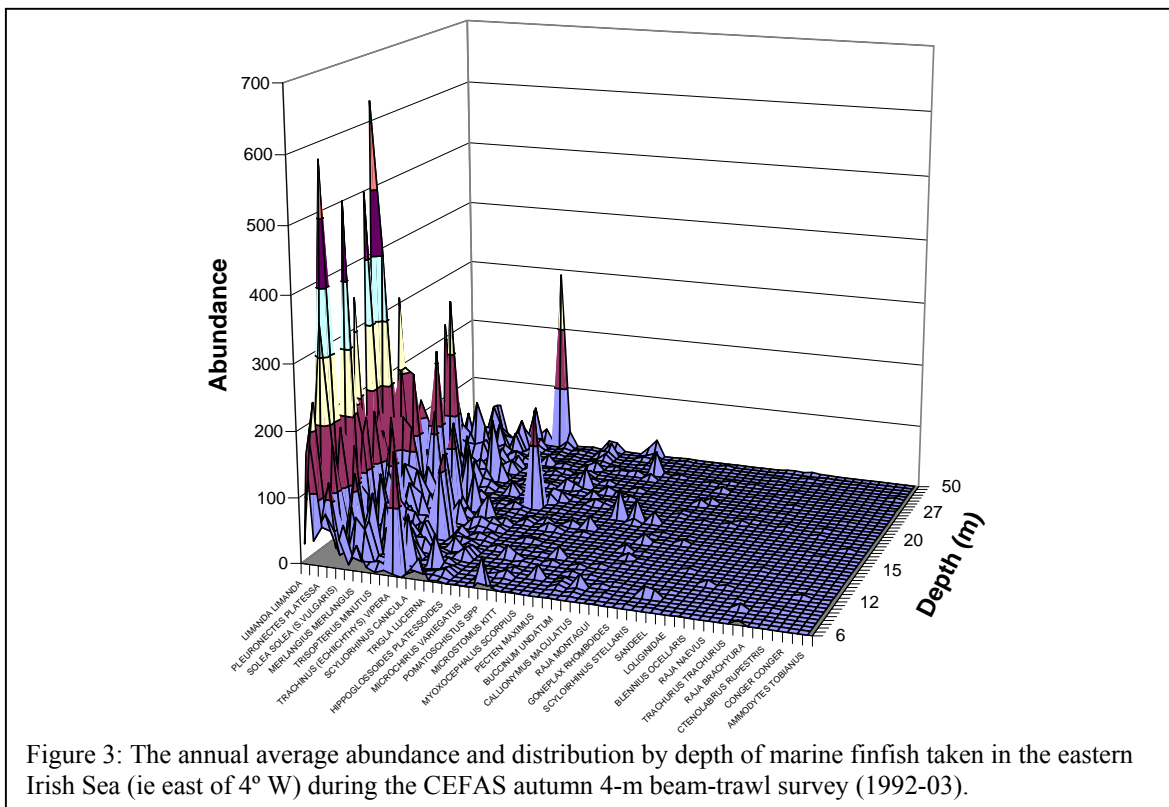 700
600
500
400
300
200
100
0
Abundance
LIMANDA LIMANDA
PLEURONECTES PLATESSA
SOLEA SOLEA (S.VULGARIS)
MERLANGIUS MERLANGUS
TRISOPTERUS MINUTUS
TRACHINUS (ECHIICHTHYS) VIPERA
SCYLIORHINUS CANICULA
TRIGLA LUCERNA
HIPPOGLOSSOIDES PLATESSOIDES
MICROCHIRUS VARIEGATUS
POMATOSCHISTUS SPP
MICROSTOMUS KITT
MYOXOCEPHALUS SCORPIUS
PECTEN MAXIMUS
BUCCINUM UNDATUM
CALLIONYMUS MACULATUS
RAJA MONTAGUI
GONEPLAX RHOMBOIDES
SCYLOIRHINUS STELLARIS
SANDEEL
LOLIGINIDAE
BLENNIUS OCELLARIS
RAJA NAEVUS
TRACHURUS TRACHURUS
RAJA BRACHYURA
CTENOLABRUS RUPESTRIS
CONGER CONGER
AMMODYTES TOBIANUS
50
27
20
15
12
6
Depth (m)
Figure 3: The annual average abundance and distribution by depth of marine finfish taken in the eastern
Irish Sea (ie east of 4º W) during the CEFAS autumn 4-m beam-trawl survey (1992-03).